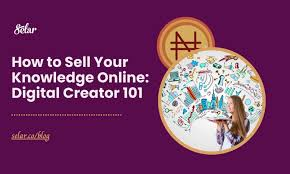 Selar
How to Sell Your
Knowledge Online:
Digital Creator 101
selar.co/blog